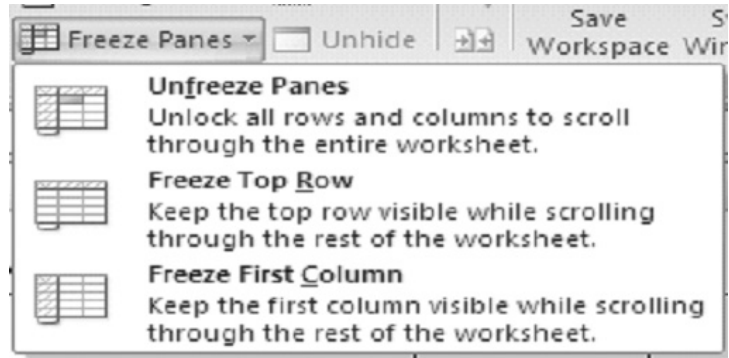 Freeze Panes
Unhide
Save
Workspace
Unfreeze Panes
Unlock all rows and columns to scroll
through the entire worksheet.
Freeze Top Row
Keep the top row visible while scrolling
through the rest of the worksheet.
Freeze First Column
Keep the first column visible while scrolling
through the rest of the worksheet.